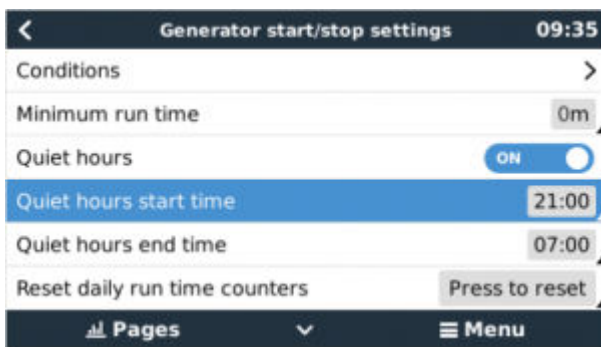 Generator start/stop settings 09:35
Conditions
Minimum run time 0m
Quiet hours ON
Quiet hours start time 21:00
Quiet hours end time 07:00
Reset daily run time counters Press to reset
Pages Menu